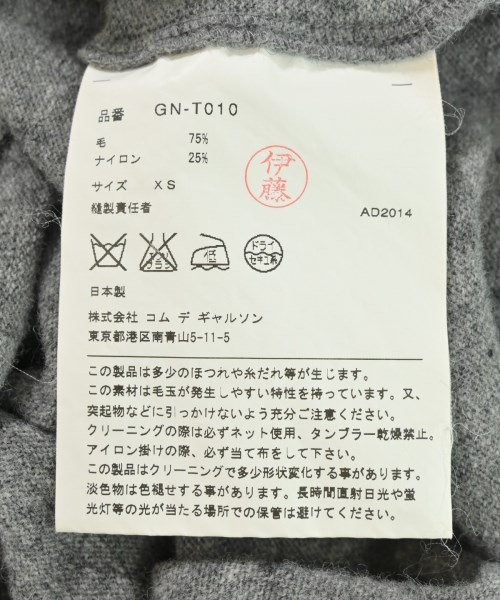 品番 GN-T010
毛 75%
ナイロン 25%
サイズ XS
縫製責任者
伊藤
AD2014
エンソ サラシ 低 ドライ セキユ系
日本製
株式会社 コム デ ギャルソン
東京都港区南青山5-11-5
この製品は多少のほつれや糸だれ等が生じます。
この素材は毛玉が発生しやすい特性を持っています。又、
突起物などに引っかけないよう充分ご注意ください。
クリーニングの際は必ずネット使用、タンブラー乾燥禁止。
アイロン掛けの際、必ず当て布をして下さい。
この製品はクリーニングで多少形状変化する事があります。
淡色物は色褪せする事があります。長時間直射日光や蛍
光灯等の光が当たる場所での保管は避けてください。